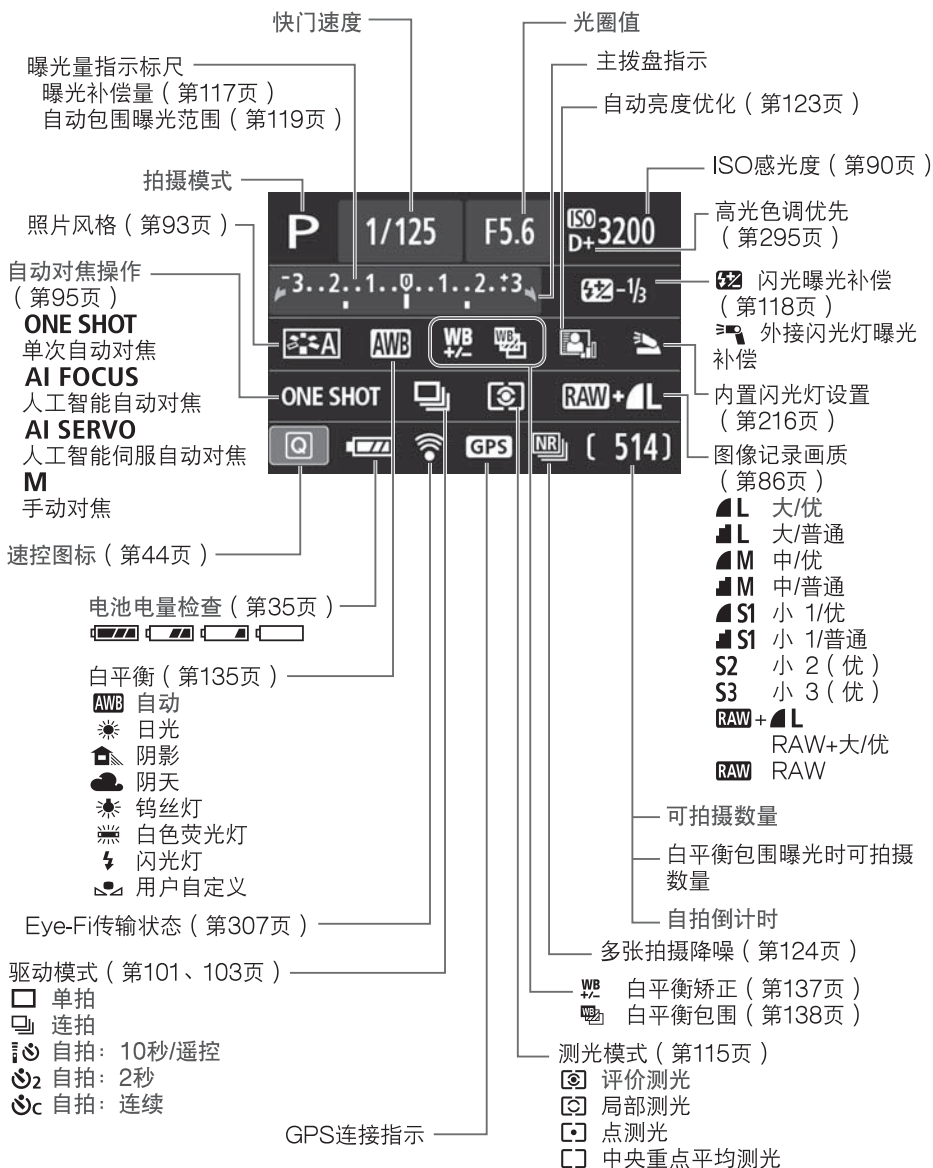 快门速度
光圈值
曝光量指示标尺
曝光补偿量（第117页）
自动包围曝光范围（第119页）
主拨盘指示
自动亮度优化（第123页）
拍摄模式
ISO感光度（第90页）
照片风格（第93页）
高光色调优先
（第295页）
自动对焦操作
（第95页）
ONE SHOT
单次自动对焦
AI FOCUS
人工智能自动对焦
AI SERVO
人工智能伺服自动对焦
M
手动对焦
P 1/125 F5.6 ISO D+ 3200
-3..2..1..0..1..2.:+3
-1/3
A AWB WB +/- WB
ONE SHOT RAW+L
Q GPS NR ( 514)
闪光曝光补偿
（第118页）
外接闪光灯曝光
补偿
内置闪光灯设置
（第216页）
图像记录画质
（第86页）
L 大/优
L 大/普通
M 中/优
M 中/普通
S1 小 1/优
S1 小 1/普通
S2 小 2（优）
S3 小 3（优）
RAW+L
RAW+大/优
RAW RAW
速控图标（第44页）
电池电量检查（第35页）
白平衡（第135页）
AWB 自动
日光
阴影
阴天
钨丝灯
白色荧光灯
闪光灯
用户自定义
可拍摄数量
白平衡包围曝光时可拍摄
数量
自拍倒计时
Eye-Fi传输状态（第307页）
多张拍摄降噪（第124页）
驱动模式（第101、103页）
单拍
连拍
自拍：10秒/遥控
2 自拍：2秒
C 自拍：连续
WB +/- 白平衡矫正（第137页）
WB 白平衡包围（第138页）
测光模式（第115页）
评价测光
局部测光
点测光
中央重点平均测光
GPS连接指示